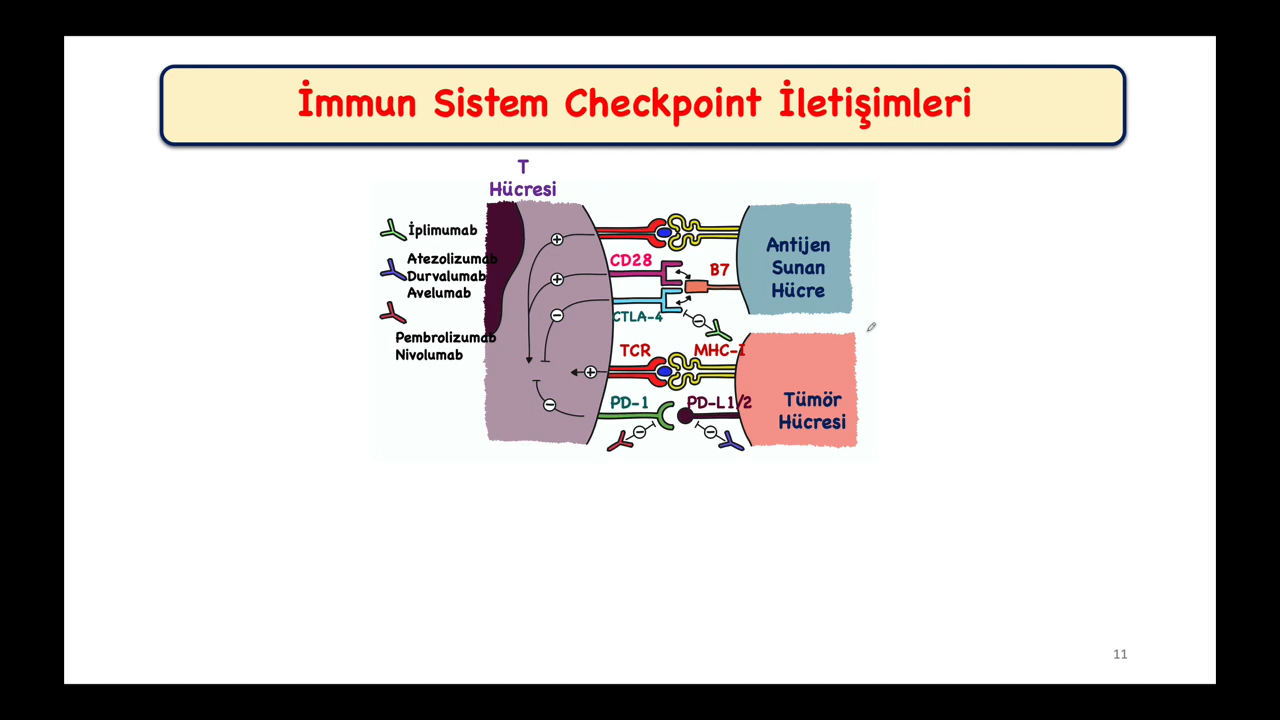 İmmun Sistem Checkpoint İletişimleri
T
Hücresi
İplimumab
Atezolizumab
Durvalumab
Avelumab
Pembrolizumab
Nivolumab
CD28
B7
CTLA-4
Antijen
Sunan
Hücre
TCR
MHC-I
PD-1
PD-L1/2
Tümör
Hücresi
11